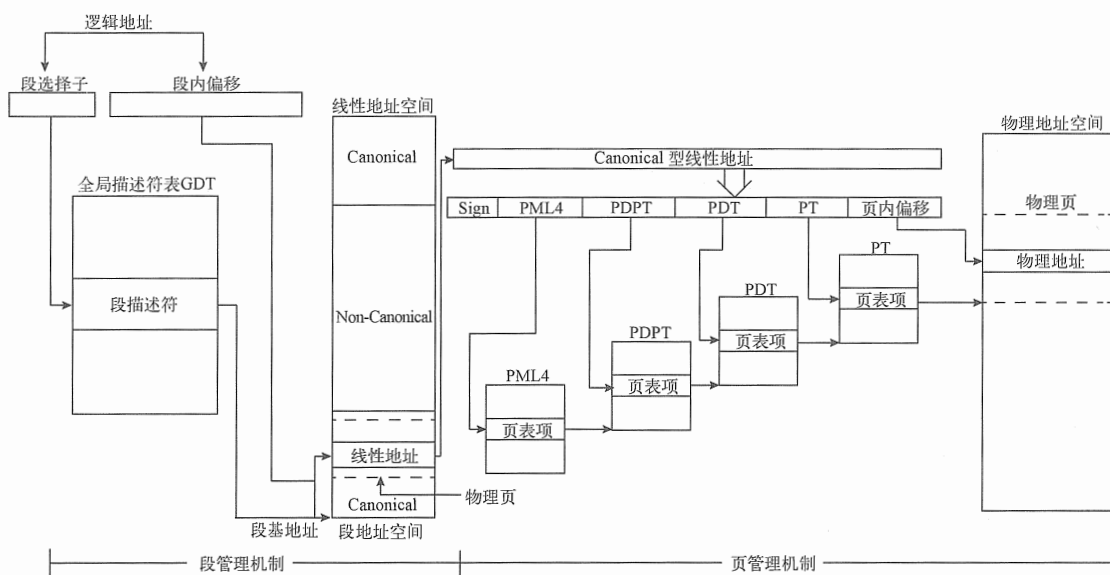 逻辑地址
段选择子
段内偏移
线性地址空间
物理地址空间
Canonical
Canonical 型线性地址
全局描述符表GDT
Sign PML4 PDPT PDT PT 页内偏移
物理页
PT
物理地址
PDT
页表项
段描述符
Non-Canonical
PDPT
页表项
PML4
页表项
页表项
线性地址
物理页
Canonical
段基地址
段地址空间
段管理机制
页管理机制